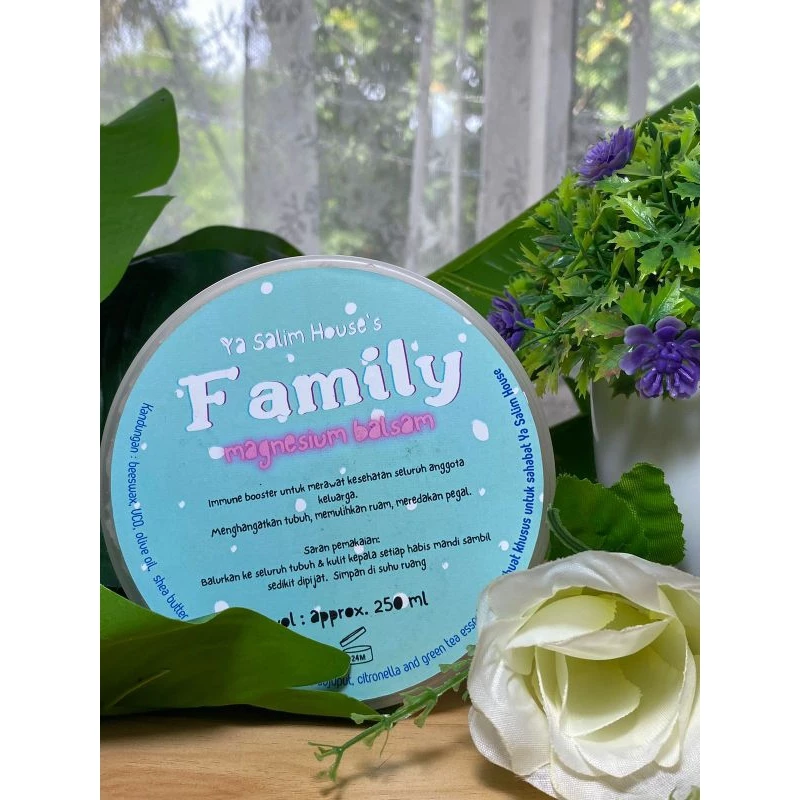 Ya Salim House's
Family
magnesium balsam
Immune booster untuk merawat kesehatan seluruh anggota
keluarga.
Menghangatkan tubuh, memulihkan ruam, meredakan pegal.
Saran pemakaian:
Balurkan ke seluruh tubuh & kulit kepala setiap habis mandi sambil
sedikit dipijat. Simpan di suhu ruang
: approx. 250 ml
24M
Kandungan : beeswax, VCO, olive oil, shea butter
citronella and green tea
khusus untuk sahabat Ya Salim House